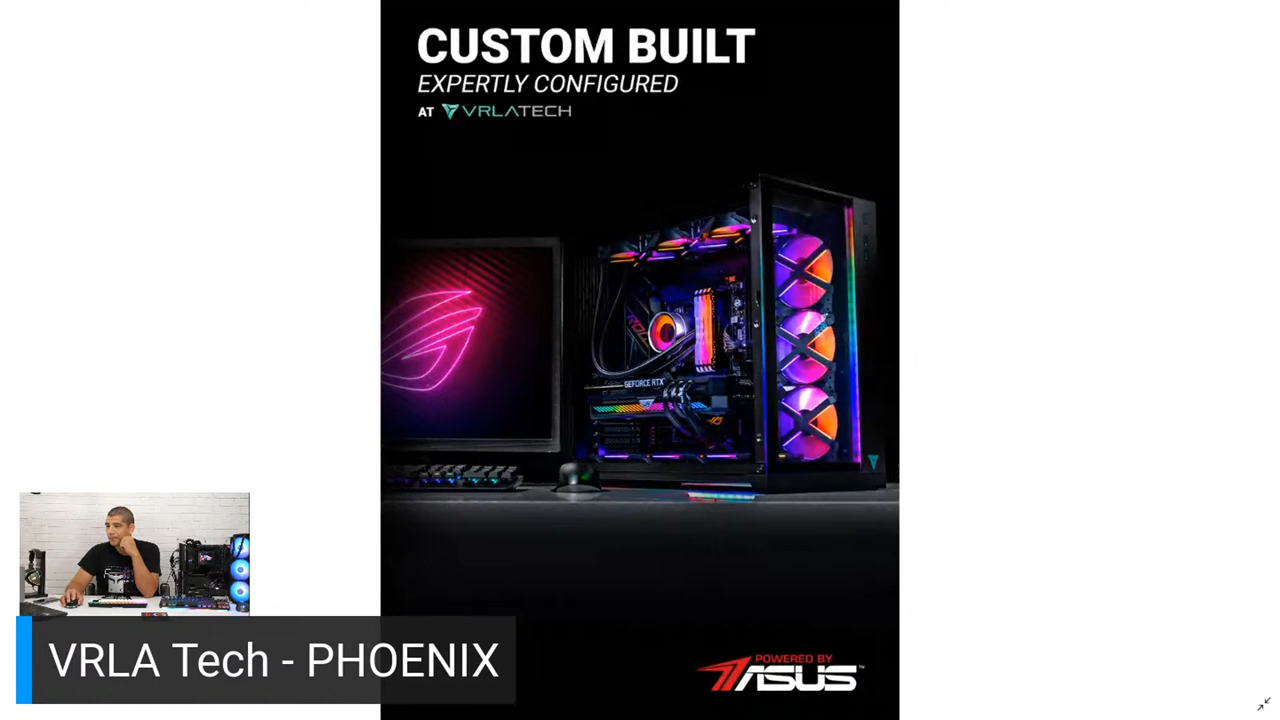 CUSTOM BUILT
EXPERTLY CONFIGURED
AT VRLATECH
GEFORCE RTX
VRLA Tech - PHOENIX
POWERED BY
ASUS